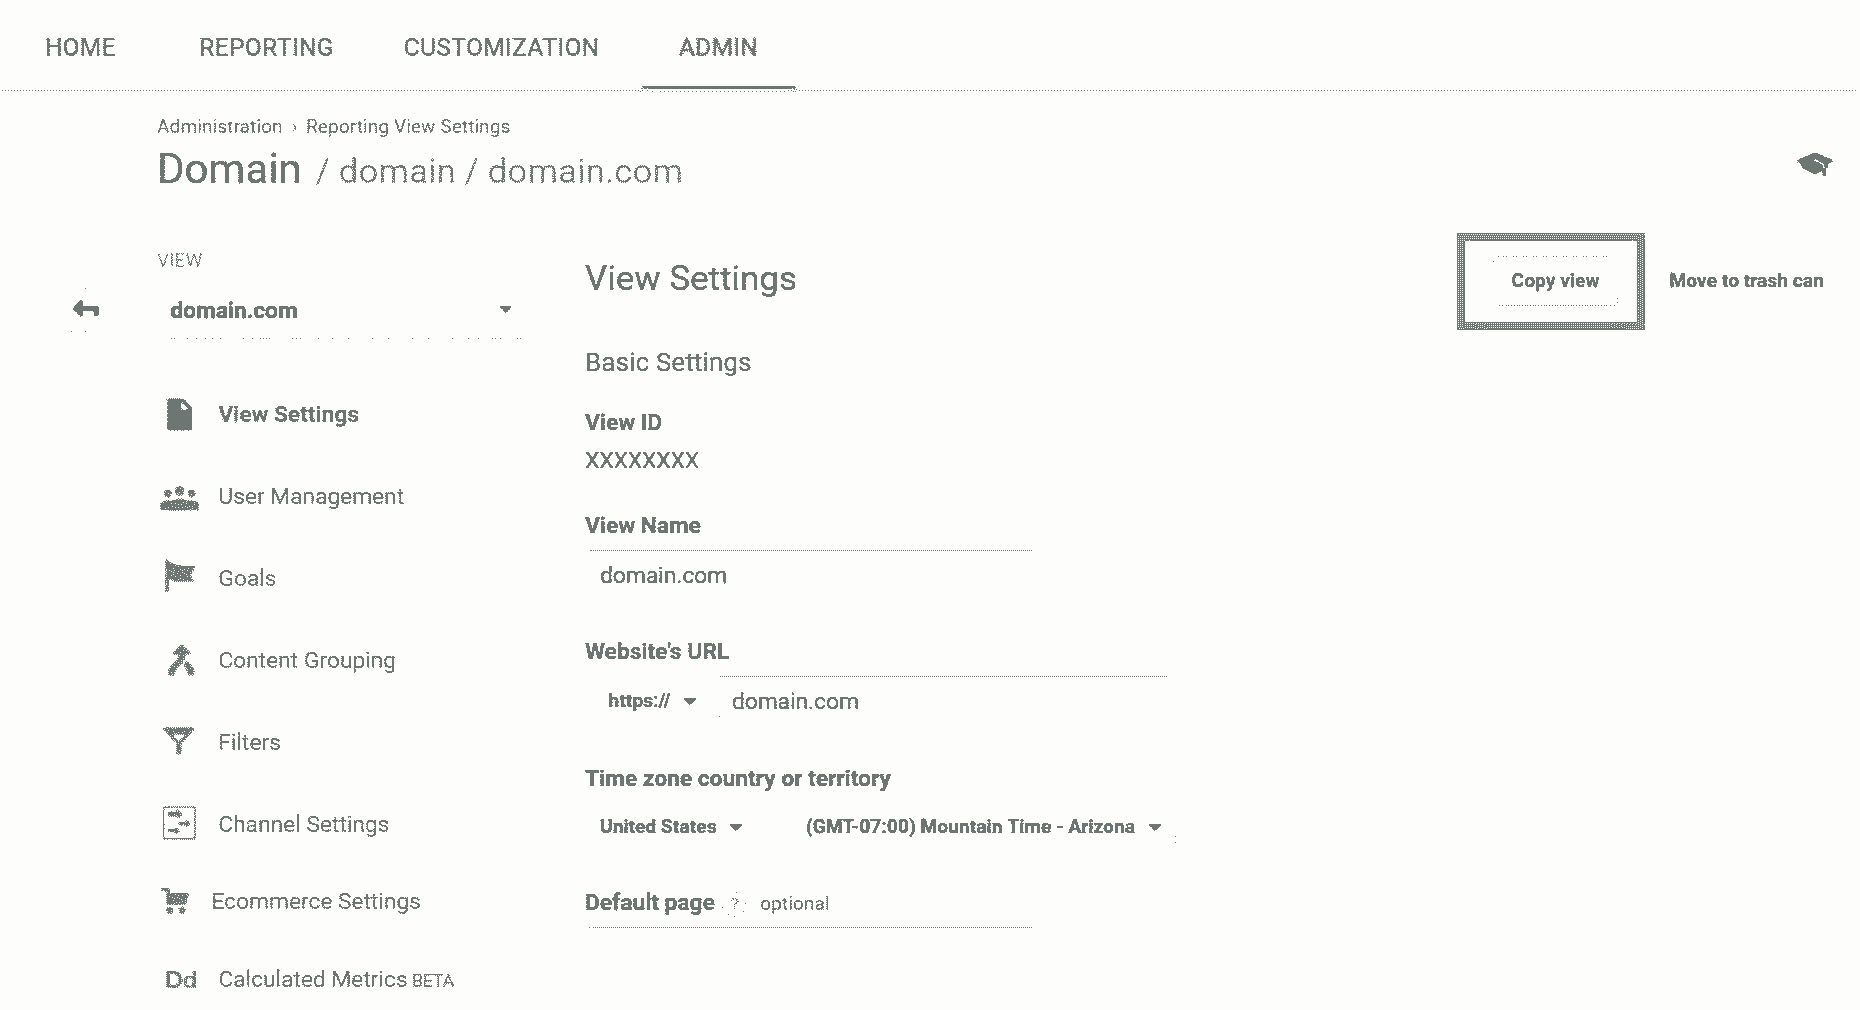 HOME REPORTING CUSTOMIZATION ADMIN
Administration › Reporting View Settings
Domain / domain / domain.com
VIEW
domain.com
View Settings
User Management
Goals
Content Grouping
Filters
Channel Settings
Ecommerce Settings
Dd Calculated Metrics BETA
View Settings
Copy view
Move to trash can
Basic Settings
View ID
XXXXXXXX
View Name
domain.com
Website's URL
https:// domain.com
Time zone country or territory
United States (GMT-07:00) Mountain Time - Arizona
Default page ? optional